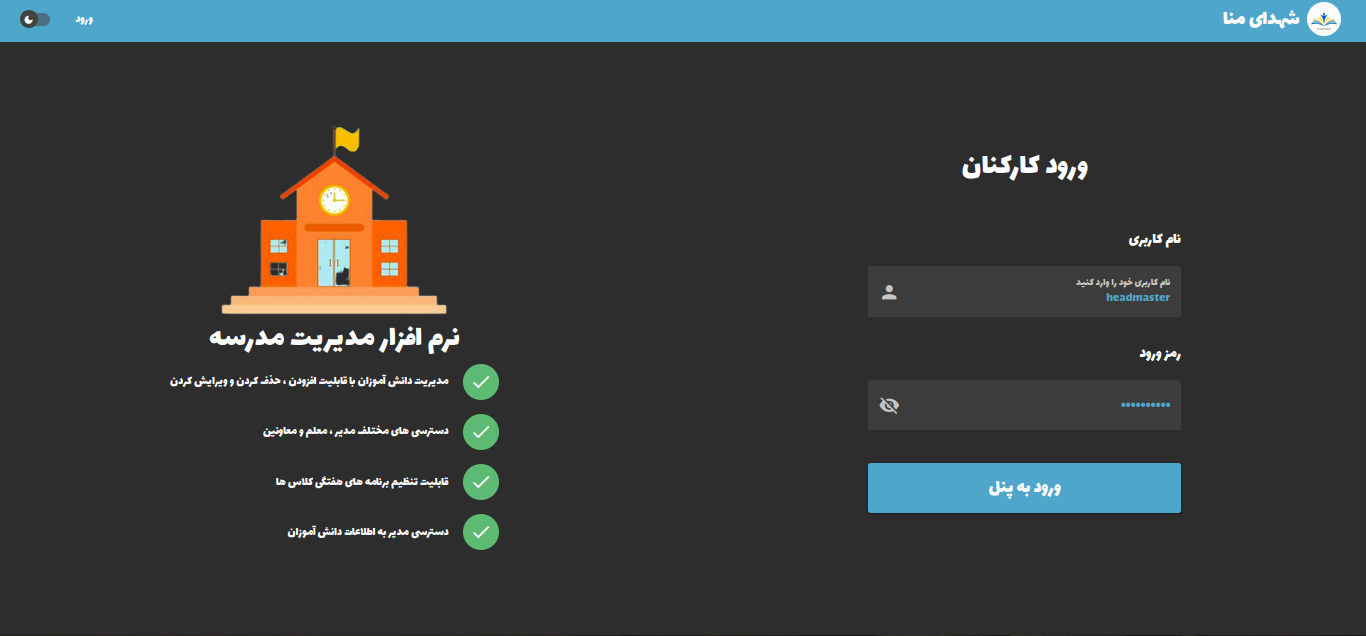 شهدای منا
ورود
ورود کارکنان
نام کاربری
نام کاربری خود را وارد کنید
headmaster
رمز ورود
••••••••••
ورود به پنل
نرم افزار مدیریت مدرسه
مدیریت دانش آموزان با قابلیت افزودن ، حذف کردن و ویرایش کردن
دسترسی های مختلف مدیر ، معلم و معاونین
قابلیت تنظیم برنامه های هفتگی کلاس ها
دسترسی مدیر به اطلاعات دانش آموزان